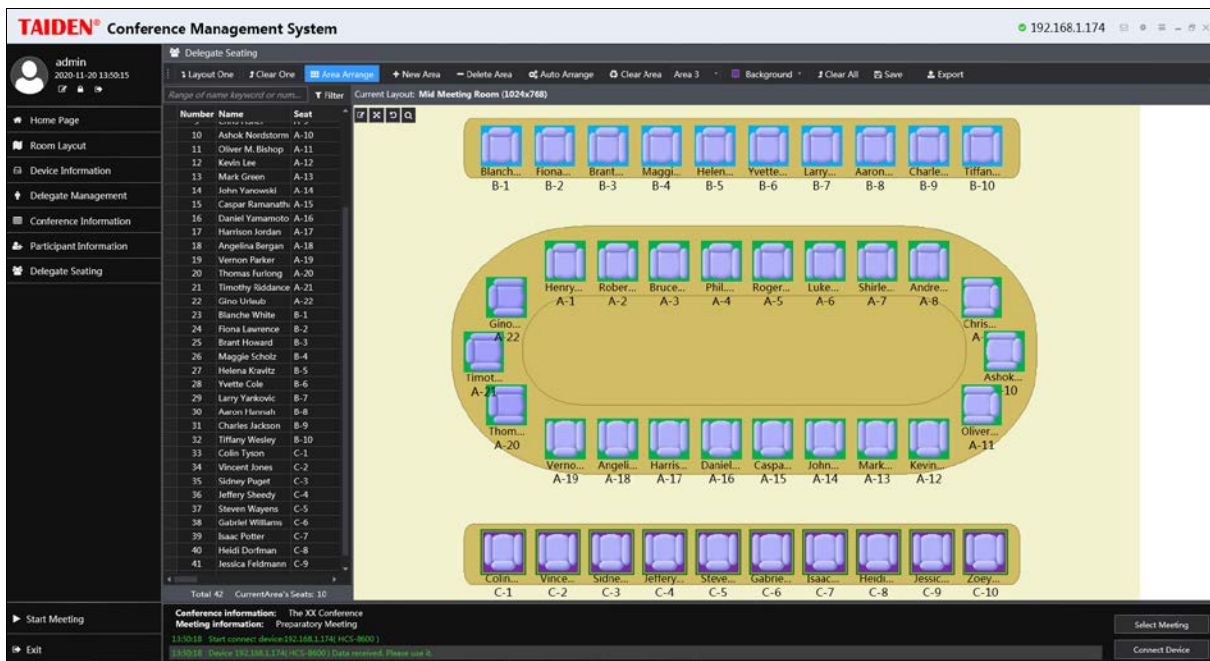 TAIDEN® Conference Management System
192.168.1.174
admin
2020-11-20 13:50:15
Home Page
Room Layout
Device Information
Delegate Management
Conference Information
Participant Information
Delegate Seating
Start Meeting
Exit
Delegate Seating
Layout One Clear One Area Arrange + New Area − Delete Area Auto Arrange Clear Area Area 3 Background Clear All Save Export
Range of name keyword or num... Filter
Current Layout: Mid Meeting Room (1024x768)
Number Name Seat
10 Ashok Nordstorm A-10
11 Oliver M. Bishop A-11
12 Kevin Lee A-12
13 Mark Green A-13
14 John Yanowski A-14
15 Caspar Ramanath A-15
16 Daniel Yamamoto A-16
17 Harrison Jordan A-17
18 Angelina Bergan A-18
19 Vernon Parker A-19
20 Thomas Furlong A-20
21 Timothy Riddance A-21
22 Gino Urlaub A-22
23 Blanche White B-1
24 Fiona Lawrence B-2
25 Brant Howard B-3
26 Maggie Scholz B-4
27 Helena Kravitz B-5
28 Yvette Cole B-6
29 Larry Yankovic B-7
30 Aaron Hannah B-8
31 Charles Jackson B-9
32 Tiffany Wesley B-10
33 Colin Tyson C-1
34 Vincent Jones C-2
35 Sidney Puget C-3
36 Jeffery Sheedy C-4
37 Steven Wayens C-5
38 Gabriel Williams C-6
39 Isaac Potter C-7
40 Heidi Dorfman C-8
41 Jessica Feldmann C-9
Total 42 CurrentArea's Seats: 10
Blanch... Fiona... Brant... Maggi... Helen... Yvette... Larry... Aaron... Charle... Tiffan...
B-1 B-2 B-3 B-4 B-5 B-6 B-7 B-8 B-9 B-10
Henry... Rober... Bruce... Phil... Roger... Luke... Shirle... Andre...
A-1 A-2 A-3 A-4 A-5 A-6 A-7 A-8
Gino... Chris...
A-22 A-
Timot... Ashok...
A-21 -10
Thom... Oliver...
A-20 A-11
Verno... Angeli... Harris... Daniel... Caspa... John... Mark... Kevin...
A-19 A-18 A-17 A-16 A-15 A-14 A-13 A-12
Colin... Vince... Sidne... Jeffery... Steve... Gabrie... Isaac... Heidi... Jessic... Zoey...
C-1 C-2 C-3 C-4 C-5 C-6 C-7 C-8 C-9 C-10
Conference information: The XX Conference
Meeting information: Preparatory Meeting
13:50:18 Start connect device:192.168.1.174( HCS-8600 )
13:50:18 Device 192.168.1.174( HCS-8600 ) Data received. Please use it.
Select Meeting
Connect Device